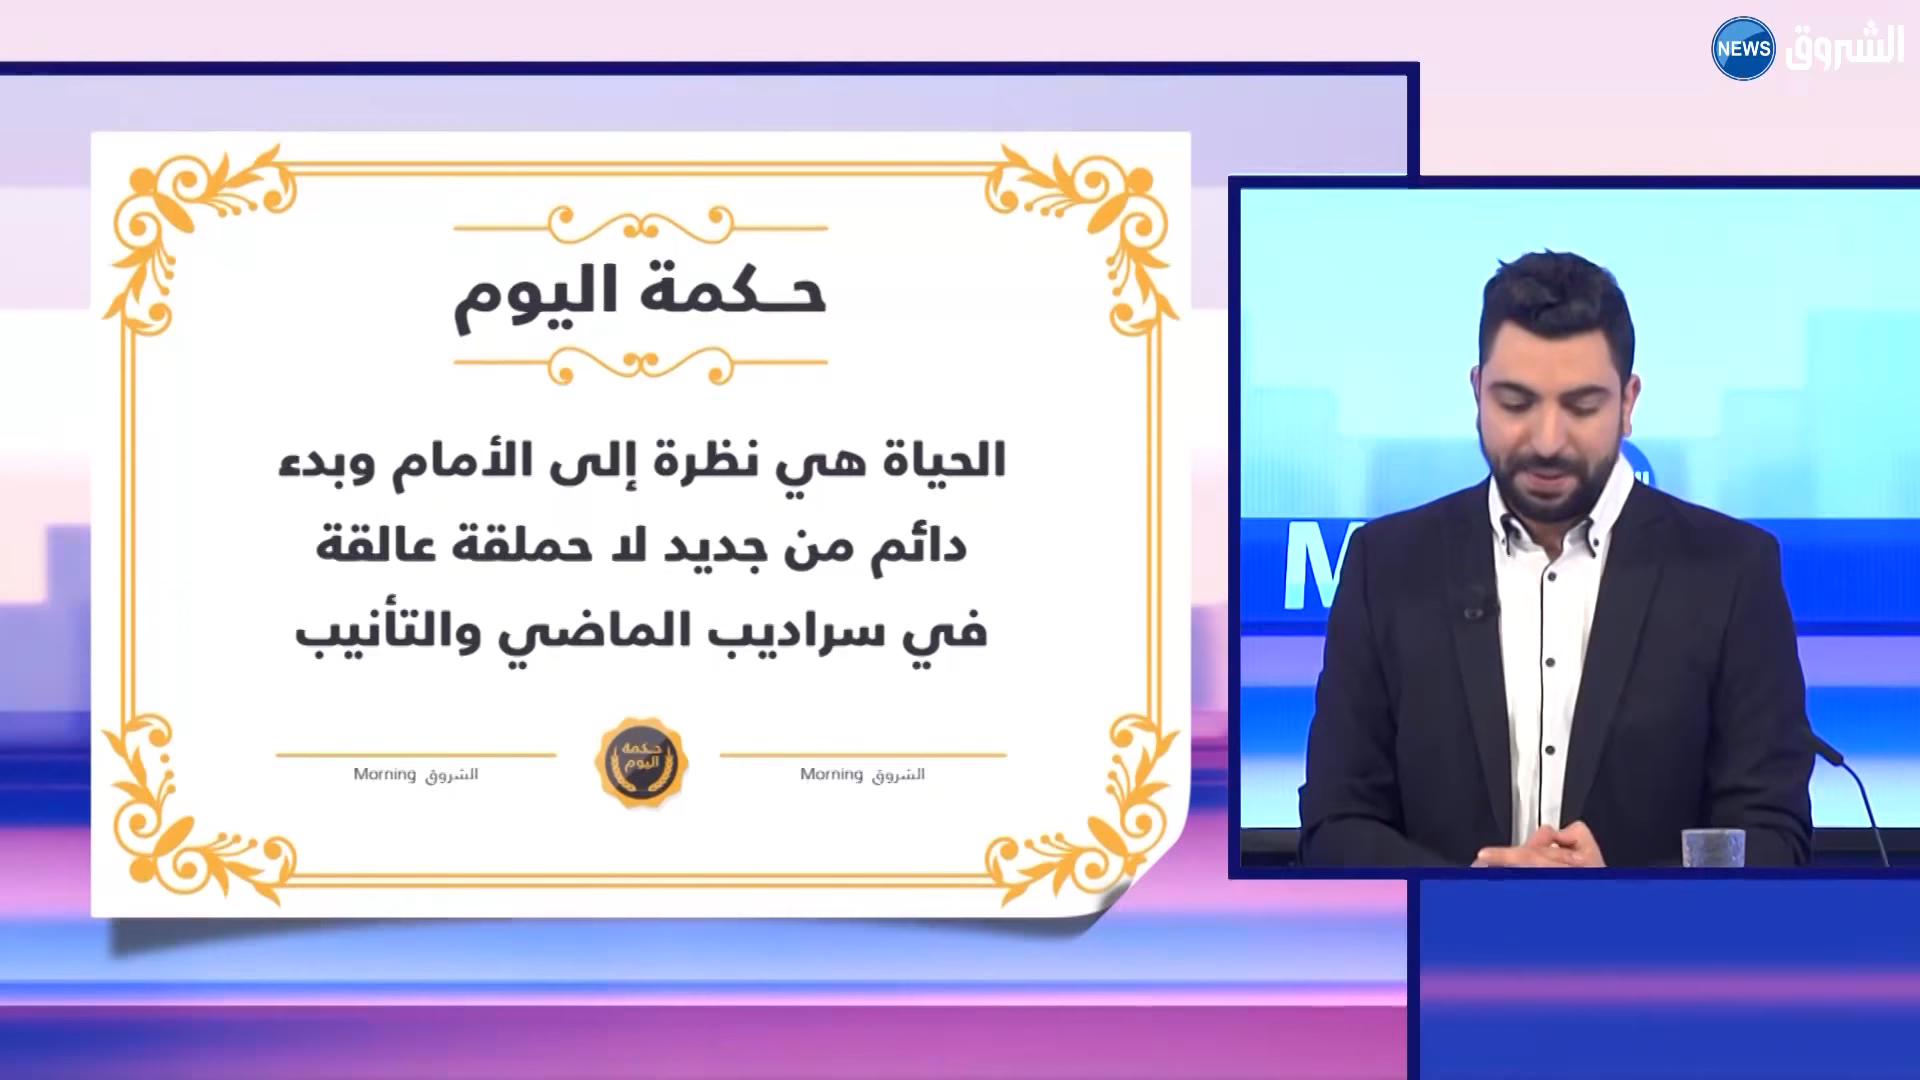 NEWS الشروق
حـكمة اليوم
الحياة هي نظرة إلى الأمام وبدء
دائم من جديد لا حملقة عالقة
في سراديب الماضي والتأنيب
حكمة
اليوم
الشروق Morning
الشروق Morning
M